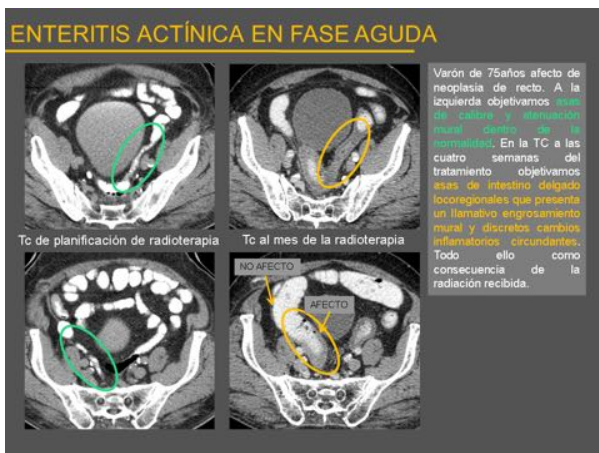 ENTERITIS ACTÍNICA EN FASE AGUDA
Varón de 75años afecto de
neoplasia de recto. A la
izquierda objetivamos asas
de calibre y atenuación
mural dentro de la
normalidad. En la TC a las
cuatro semanas del
tratamiento objetivamos
asas de intestino delgado
locoregionales que presenta
un llamativo engrosamiento
mural y discretos cambios
inflamatorios circundantes.
Todo ello como
consecuencia de la
radiación recibida.
Tc de planificación de radioterapia
Tc al mes de la radioterapia
NO AFECTO
AFECTO